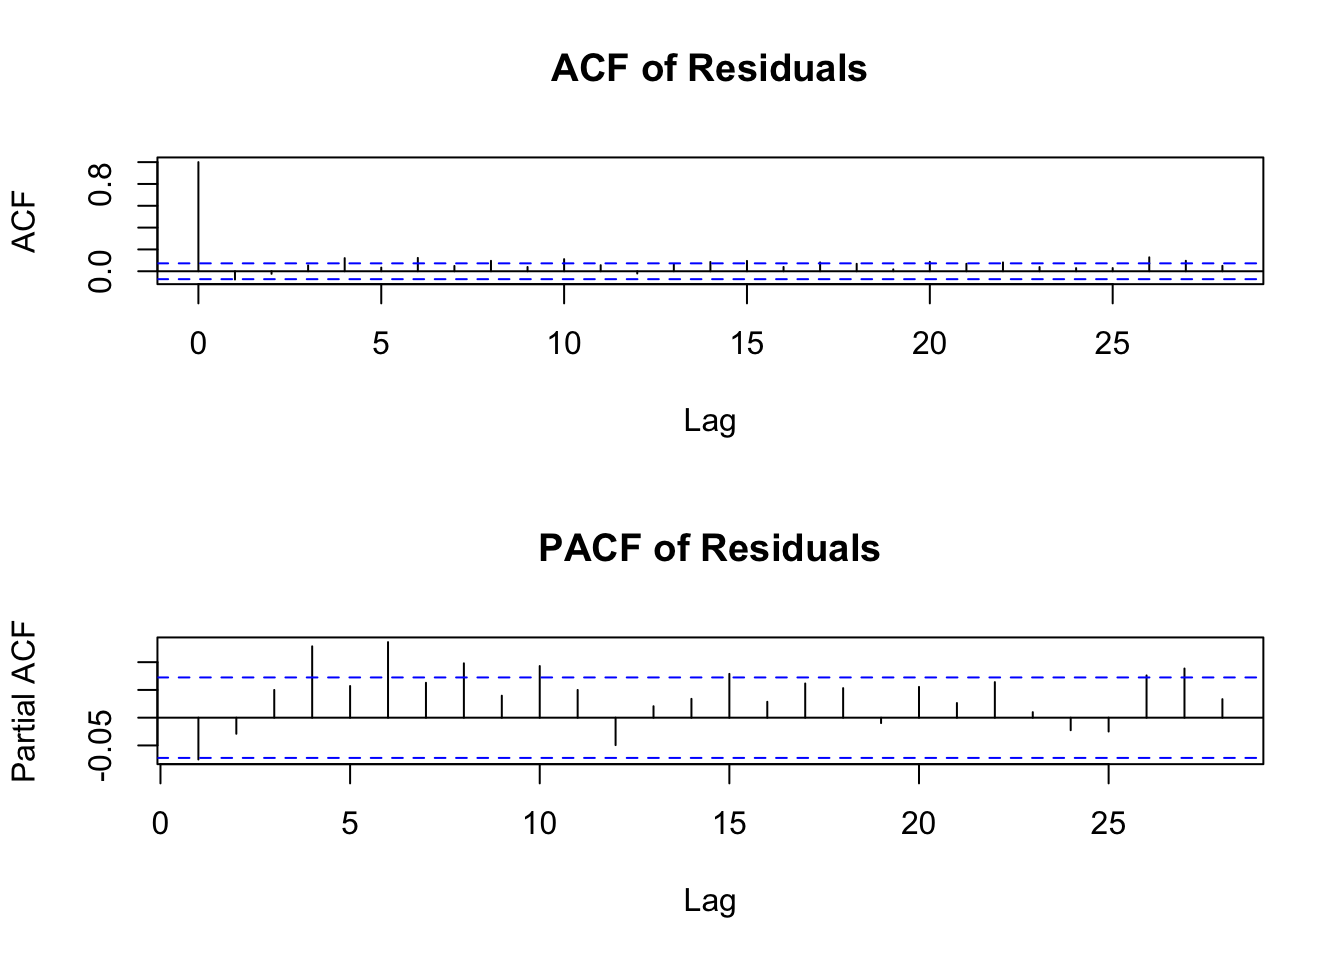 ACF of Residuals
ACF
0.8
0.0
0 5 10 15 20 25
Lag
PACF of Residuals
Partial ACF
-0.05
0 5 10 15 20 25
Lag